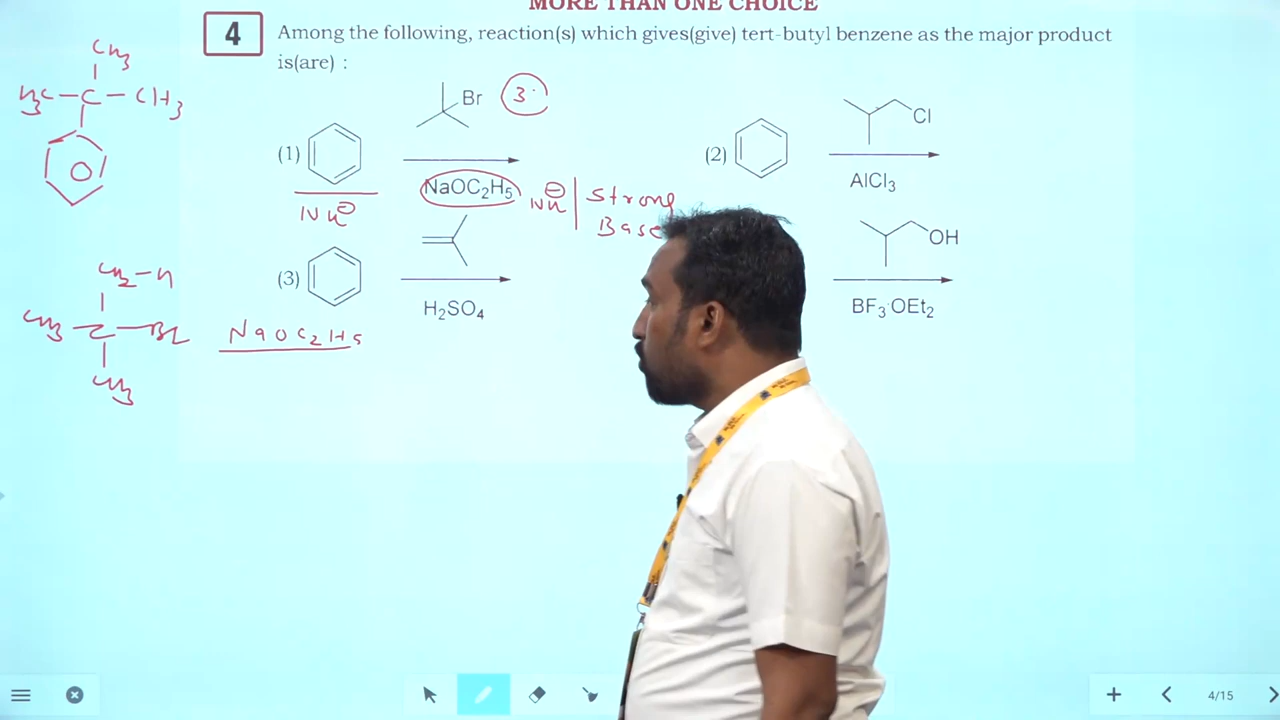 MORE THAN ONE CHOICE
4 Among the following, reaction(s) which gives(give) tert-butyl benzene as the major product
is(are) :
CH3
H3C – C – CH3
(1)
Br
3°
NaOC2H5
Nu⊖
Nu⊖ | Strong
Base
(2)
Cl
AlCl3
(3)
H2SO4
OH
BF3·OEt2
CH2–H
CH3 – C – Br
CH3
NaOC2H5
4/15